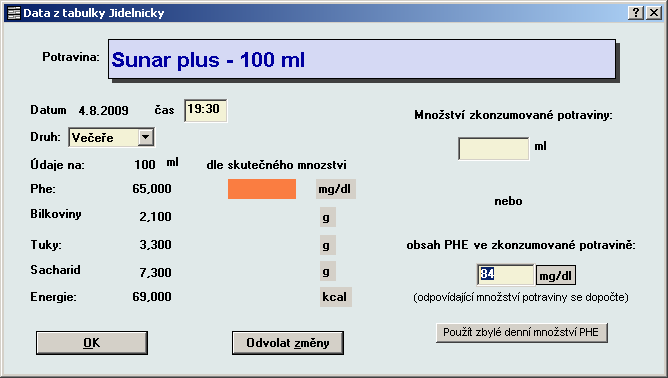 Data z tabulky Jidelnicky
Potravina: Sunar plus - 100 ml
Datum 4.8.2009 čas 19:30
Množství zkonzumované potraviny:
Druh: Večeře
ml
Údaje na: 100 ml dle skutečného mnozstvi
Phe: 65,000 mg/dl
nebo
Bilkoviny 2,100 g
Tuky: 3,300 g
obsah PHE ve zkonzumované potravině:
Sacharid 7,300 g
84 mg/dl
Energie: 69,000 kcal
(odpovídající množství potraviny se dopočte)
OK Odvolat změny
Použít zbylé denní množství PHE